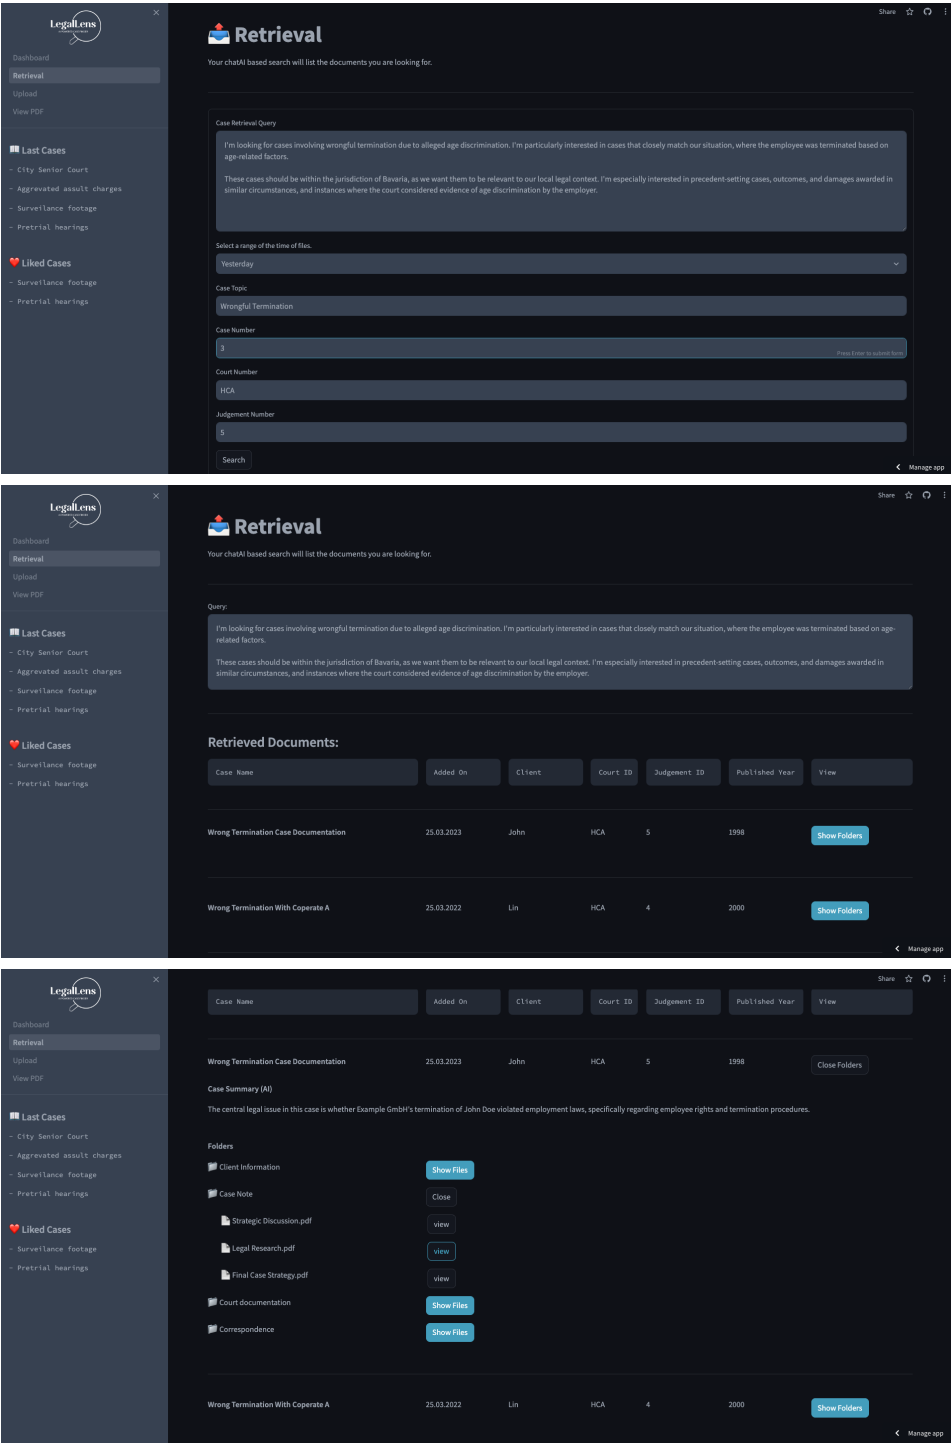 Share
LegalLens
Dashboard
Retrieval
Upload
View PDF
Last Cases
- City Senior Court
- Aggrevated assult charges
- Surveilance footage
- Pretrial hearings
Liked Cases
- Surveilance footage
- Pretrial hearings
Retrieval
Your chatAI based search will list the documents you are looking for.
Case Retrieval Query
I'm looking for cases involving wrongful termination due to alleged age discrimination. I'm particularly interested in cases that closely match our situation, where the employee was terminated based on
age-related factors.
These cases should be within the jurisdiction of Bavaria, as we want them to be relevant to our local legal context. I'm especially interested in precedent-setting cases, outcomes, and damages awarded in
similar circumstances, and instances where the court considered evidence of age discrimination by the employer.
Select a range of the time of files.
Yesterday
Case Topic
Wrongful Termination
Case Number
3
Press Enter to submit form
Court Number
HCA
Judgement Number
5
Search
Manage app
Share
LegalLens
Dashboard
Retrieval
Upload
View PDF
Last Cases
- City Senior Court
- Aggrevated assult charges
- Surveilance footage
- Pretrial hearings
Liked Cases
- Surveilance footage
- Pretrial hearings
Retrieval
Your chatAI based search will list the documents you are looking for.
Query:
I'm looking for cases involving wrongful termination due to alleged age discrimination. I'm particularly interested in cases that closely match our situation, where the employee was terminated based on age-
related factors.
These cases should be within the jurisdiction of Bavaria, as we want them to be relevant to our local legal context. I'm especially interested in precedent-setting cases, outcomes, and damages awarded in
similar circumstances, and instances where the court considered evidence of age discrimination by the employer.
Retrieved Documents:
Case Name Added On Client Court ID Judgement ID Published Year View
Wrong Termination Case Documentation 25.03.2023 John HCA 5 1998 Show Folders
Wrong Termination With Coperate A 25.03.2022 Lin HCA 4 2000 Show Folders
Manage app
Share
LegalLens
Dashboard
Retrieval
Upload
View PDF
Last Cases
- City Senior Court
- Aggrevated assult charges
- Surveilance footage
- Pretrial hearings
Liked Cases
- Surveilance footage
- Pretrial hearings
Case Name Added On Client Court ID Judgement ID Published Year View
Wrong Termination Case Documentation 25.03.2023 John HCA 5 1998 Close Folders
Case Summary (AI)
The central legal issue in this case is whether Example GmbH's termination of John Doe violated employment laws, specifically regarding employee rights and termination procedures.
Folders
Client Information Show Files
Case Note Close
Strategic Discussion.pdf view
Legal Research.pdf view
Final Case Strategy.pdf view
Court documentation Show Files
Correspondence Show Files
Wrong Termination With Coperate A 25.03.2022 Lin HCA 4 2000 Show Folders
Manage app